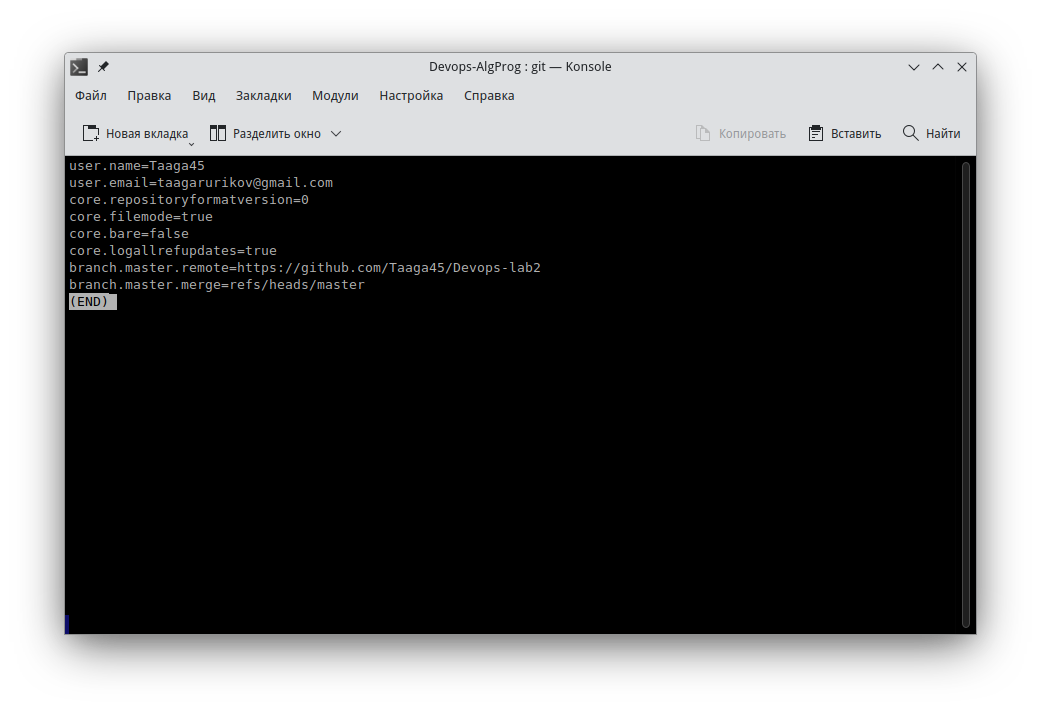 Devops-AlgProg : git — Konsole
Файл Правка Вид Закладки Модули Настройка Справка
Новая вкладка Разделить окно Копировать Вставить Найти
user.name=Taaga45
user.email=taagarurikov@gmail.com
core.repositoryformatversion=0
core.filemode=true
core.bare=false
core.logallrefupdates=true
branch.master.remote=https://github.com/Taaga45/Devops-lab2
branch.master.merge=refs/heads/master
(END)